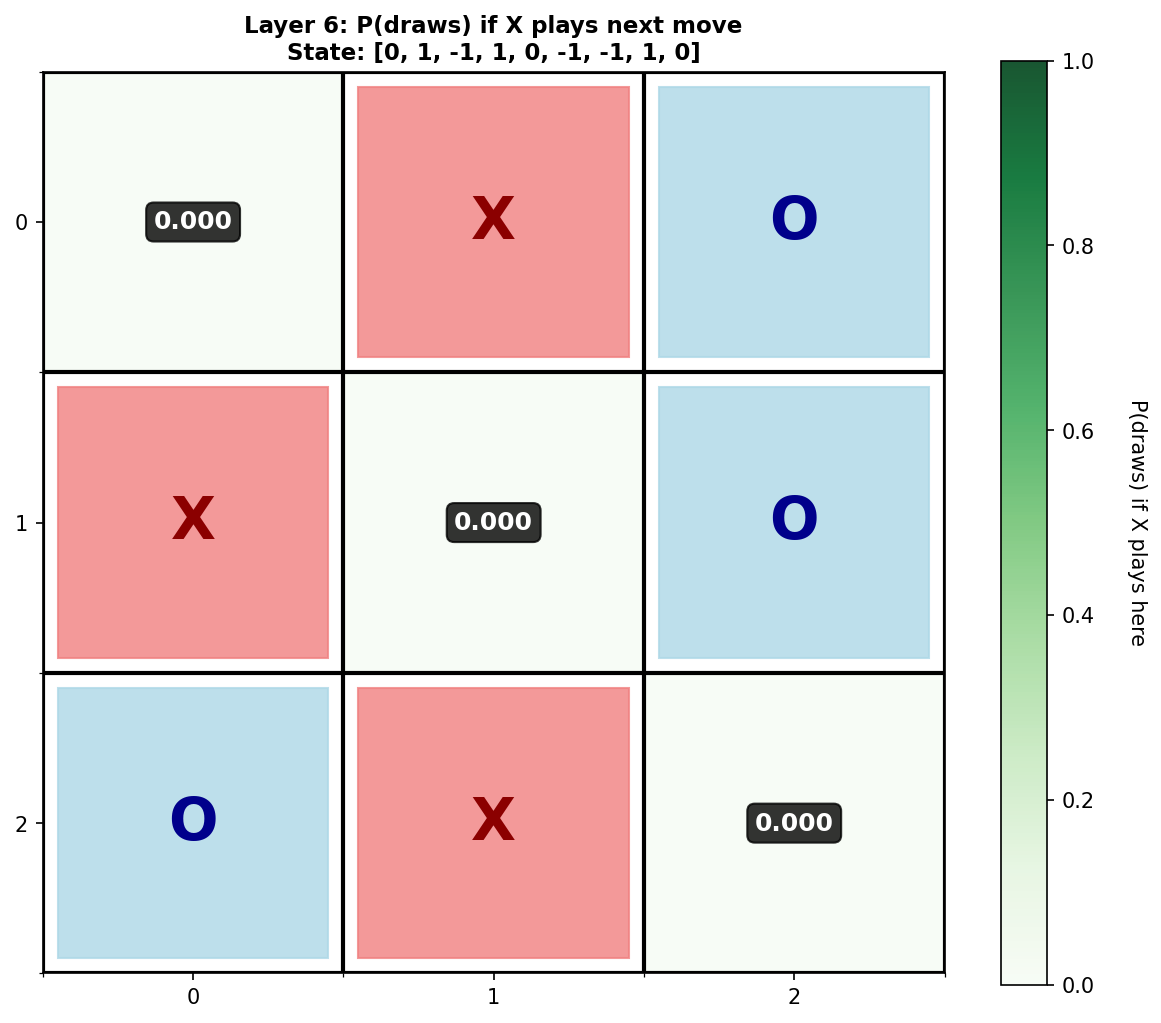 Layer 6: P(draws) if X plays next move
State: [0, 1, -1, 1, 0, -1, -1, 1, 0]
0.000
X
O
X
0.000
O
O
X
0.000
0
1
2
0
1
2
1.0
0.8
0.6
0.4
0.2
0.0
P(draws) if X plays here